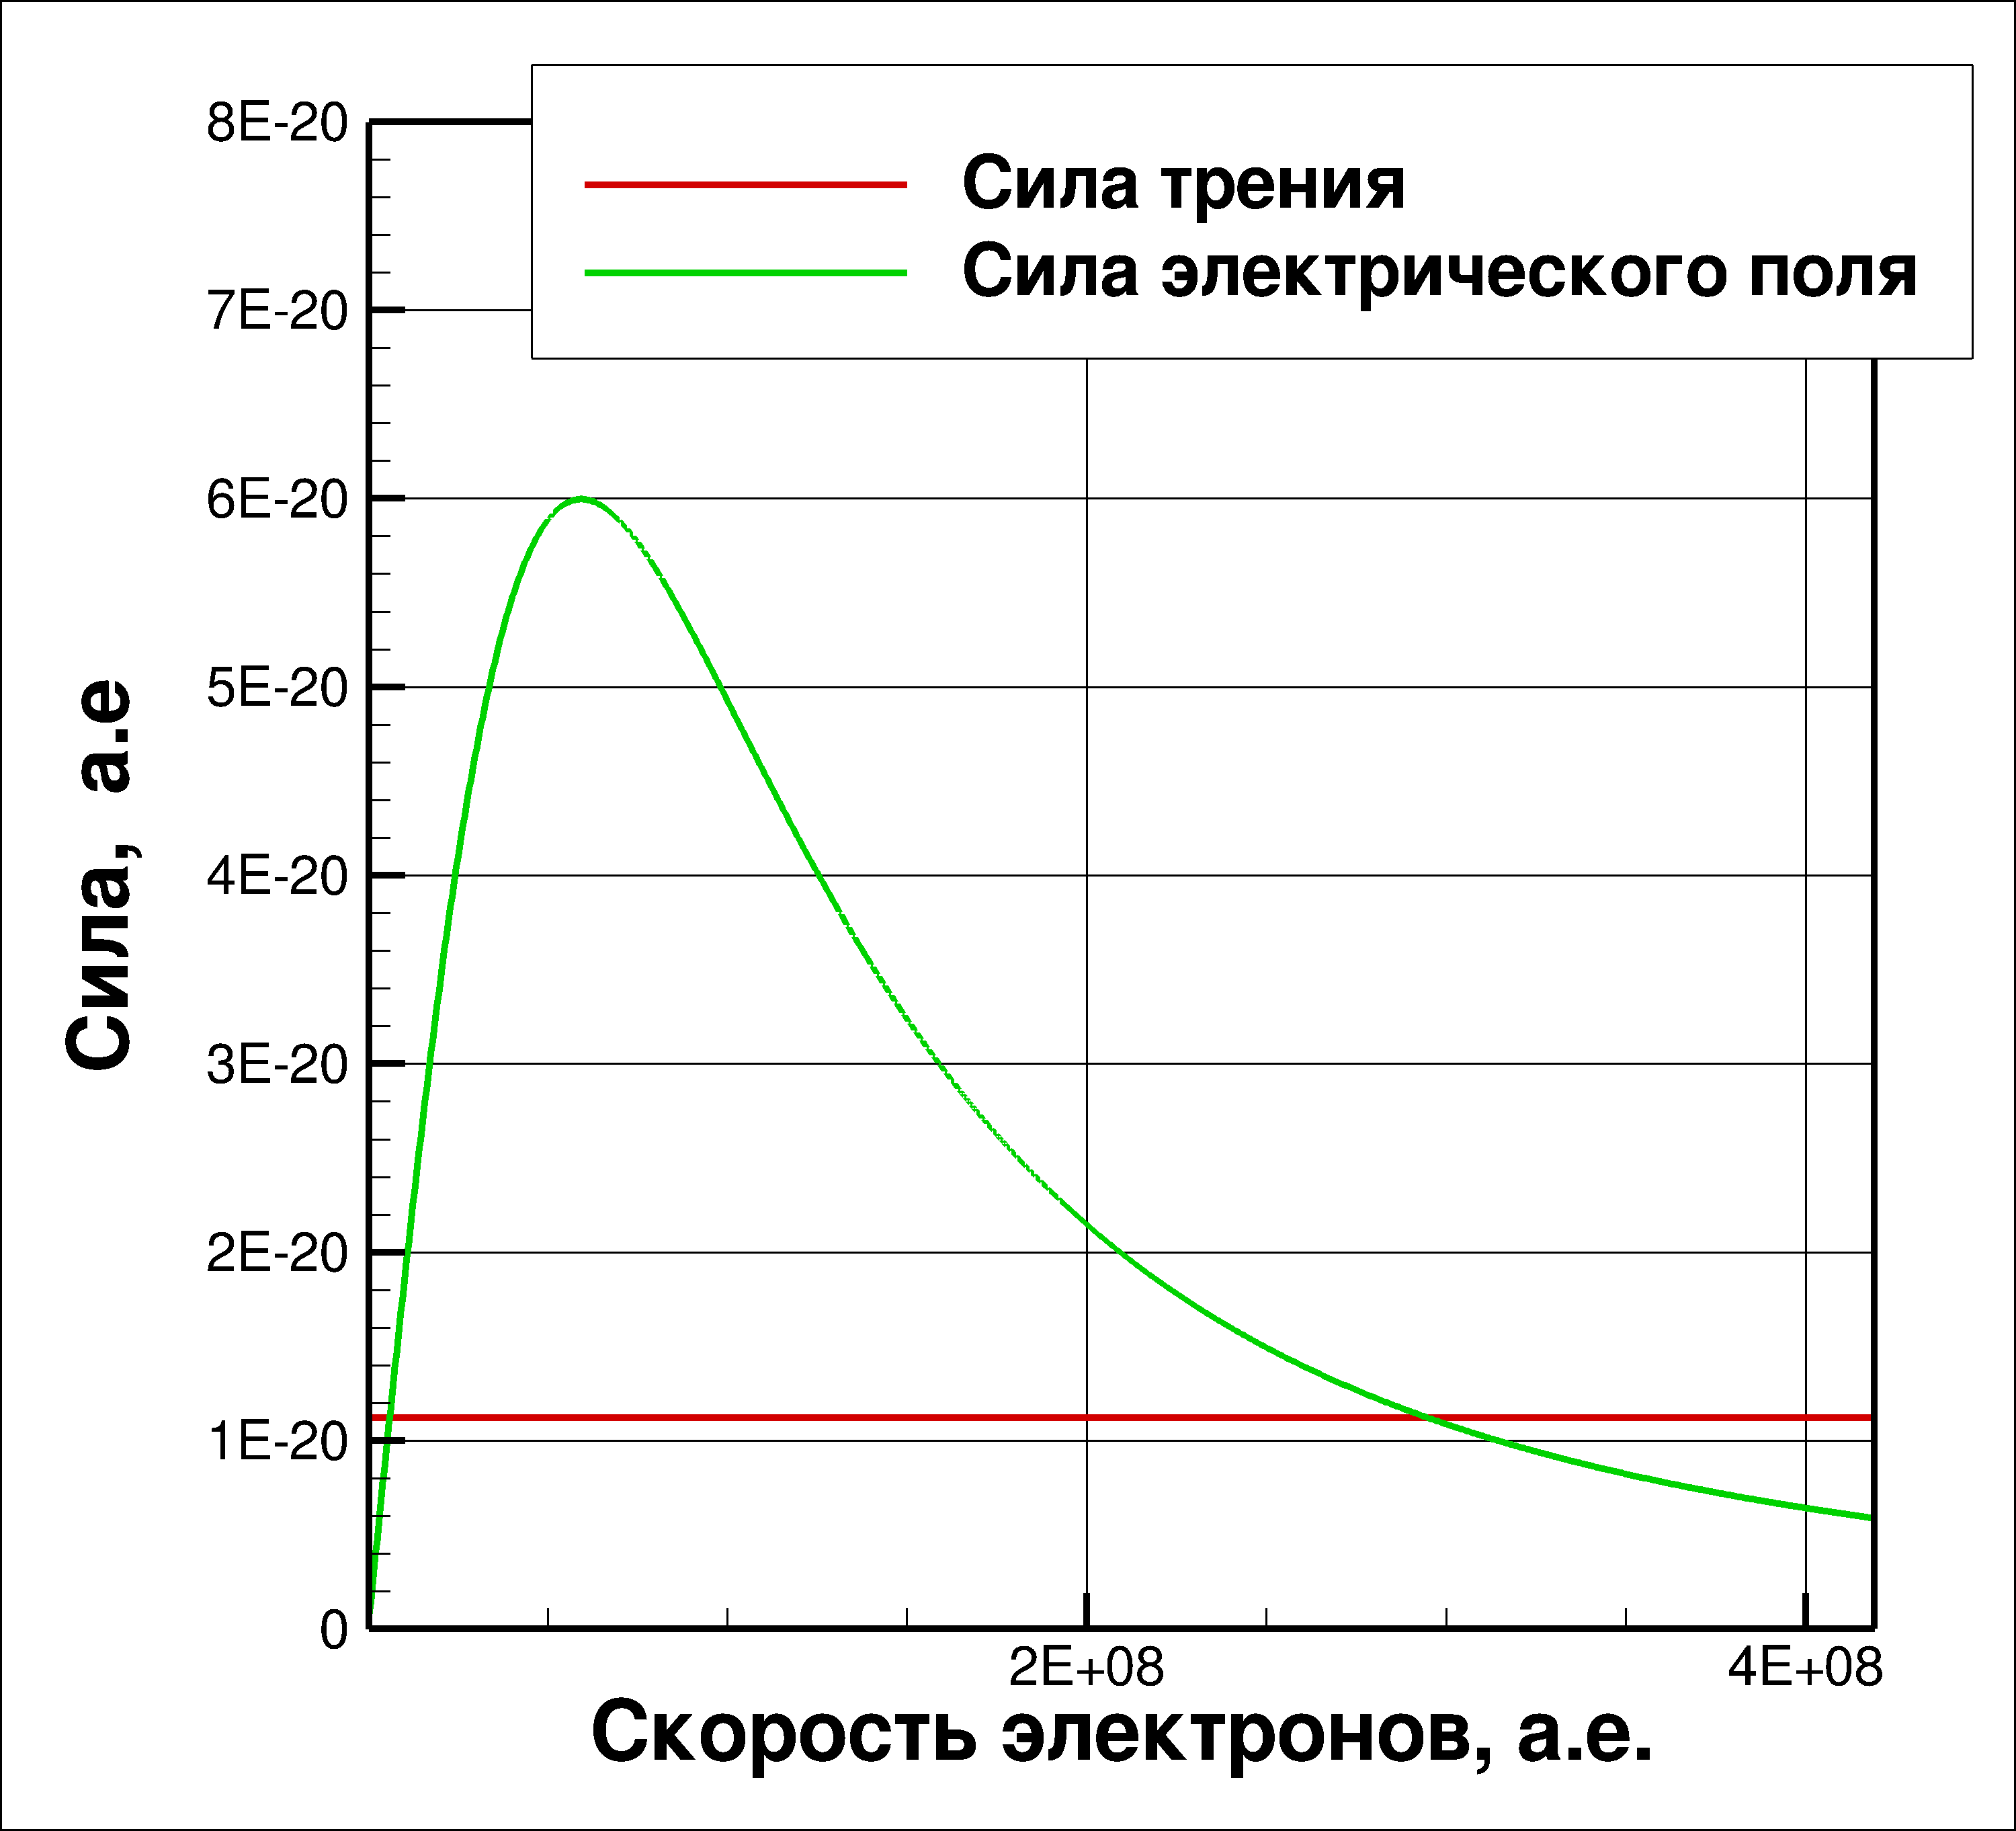 Сила трения
Сила электрического поля
8E-20
7E-20
6E-20
5E-20
4E-20
3E-20
2E-20
1E-20
0
Сила, а.е
2E+08
4E+08
Скорость электронов, а.е.